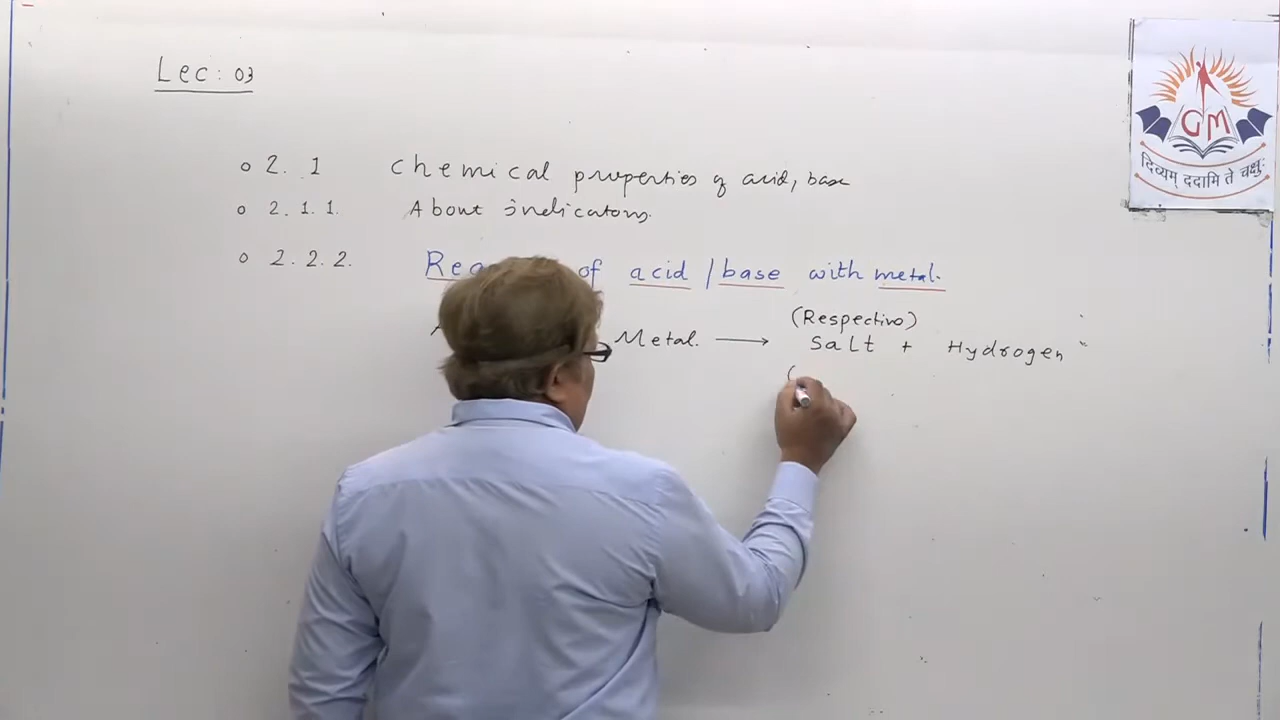 Lec: 03
o 2. 1 Chemical properties of acid, base
o 2. 1. 1. About indicators.
o 2. 2. 2. of acid / base with metal.
(Respective)
Metal. → Salt + Hydrogen
GM
दिव्यम् ददामि ते चक्षुः